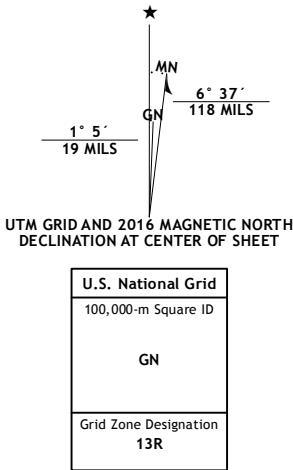 MN
GN
6° 37´
118 MILS
1° 5´
19 MILS
UTM GRID AND 2016 MAGNETIC NORTH
DECLINATION AT CENTER OF SHEET
U.S. National Grid
100,000-m Square ID
GN
Grid Zone Designation
13R